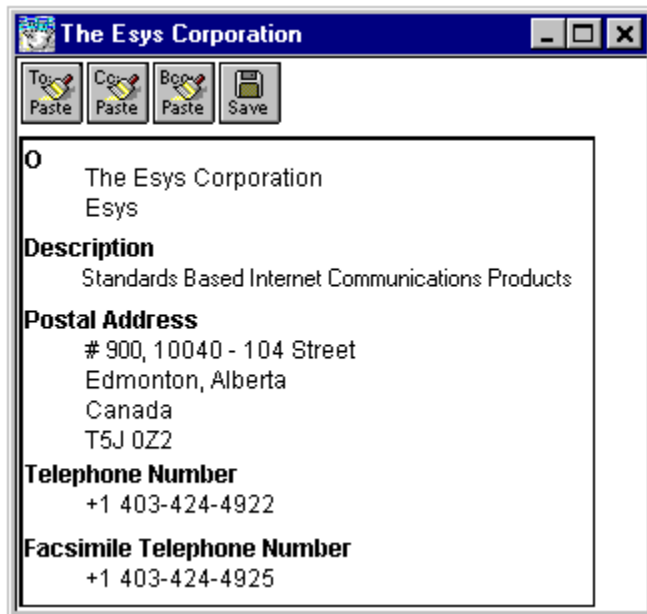 The Esys Corporation
To: Cc: Bcc:
Paste Paste Paste Save
O
The Esys Corporation
Esys
Description
Standards Based Internet Communications Products
Postal Address
# 900, 10040 - 104 Street
Edmonton, Alberta
Canada
T5J 0Z2
Telephone Number
+1 403-424-4922
Facsimile Telephone Number
+1 403-424-4925